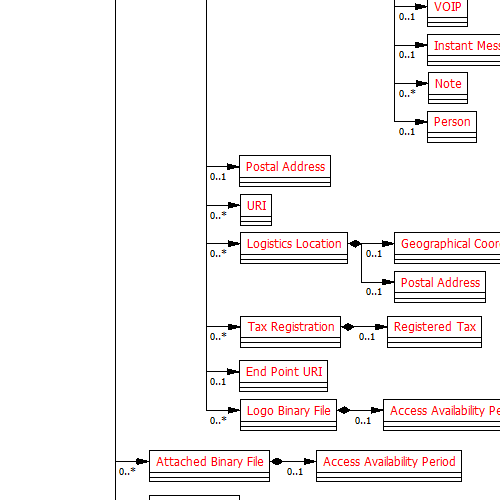 VOIP
0..1
Instant Mess
0..1
Note
0..*
Person
0..1
Postal Address
0..1
URI
0..*
Logistics Location
0..*
Geographical Coor
0..1
Postal Address
0..1
Tax Registration
0..*
Registered Tax
0..1
End Point URI
0..1
Logo Binary File
0..*
Access Availability Pe
0..1
Attached Binary File
0..*
Access Availability Period
0..1